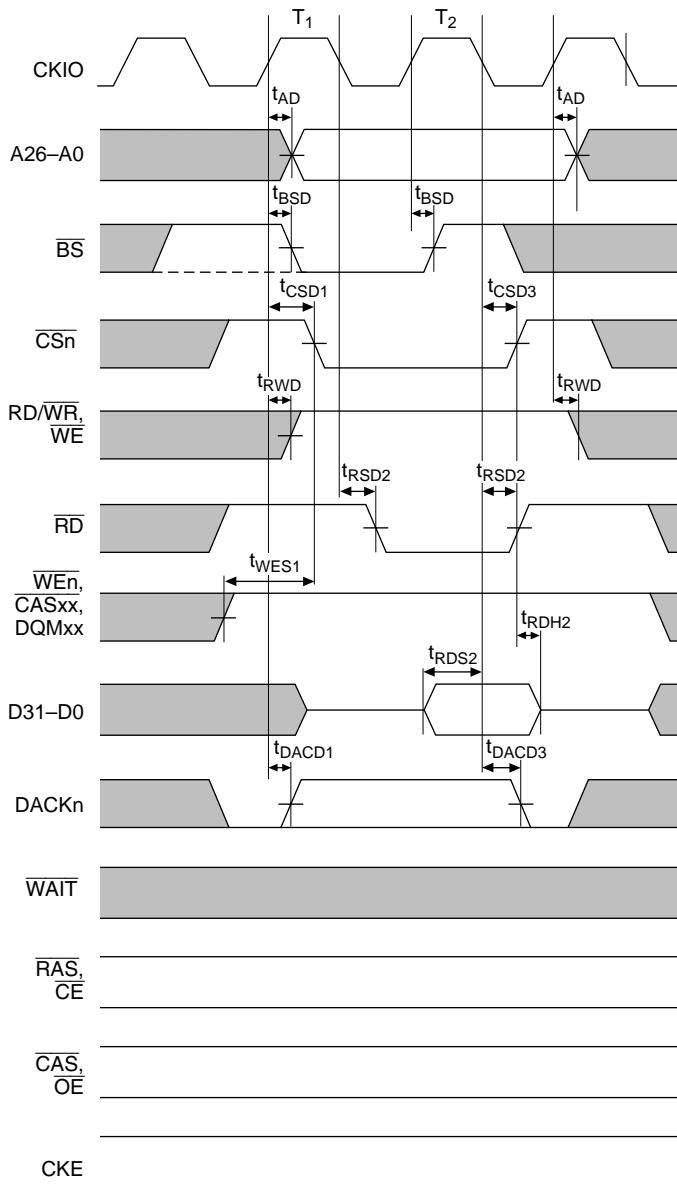 T1 T2
CKIO
tAD tAD
A26–A0
tBSD tBSD
BS
tCSD1 tCSD3
CSn
tRWD tRWD
RD/WR,
WE
tRSD2 tRSD2
RD
tWES1
WEn,
CASxx,
DQMxx
tRDH2
tRDS2
D31–D0
tDACD1 tDACD3
DACKn
WAIT
RAS,
CE
CAS,
OE
CKE